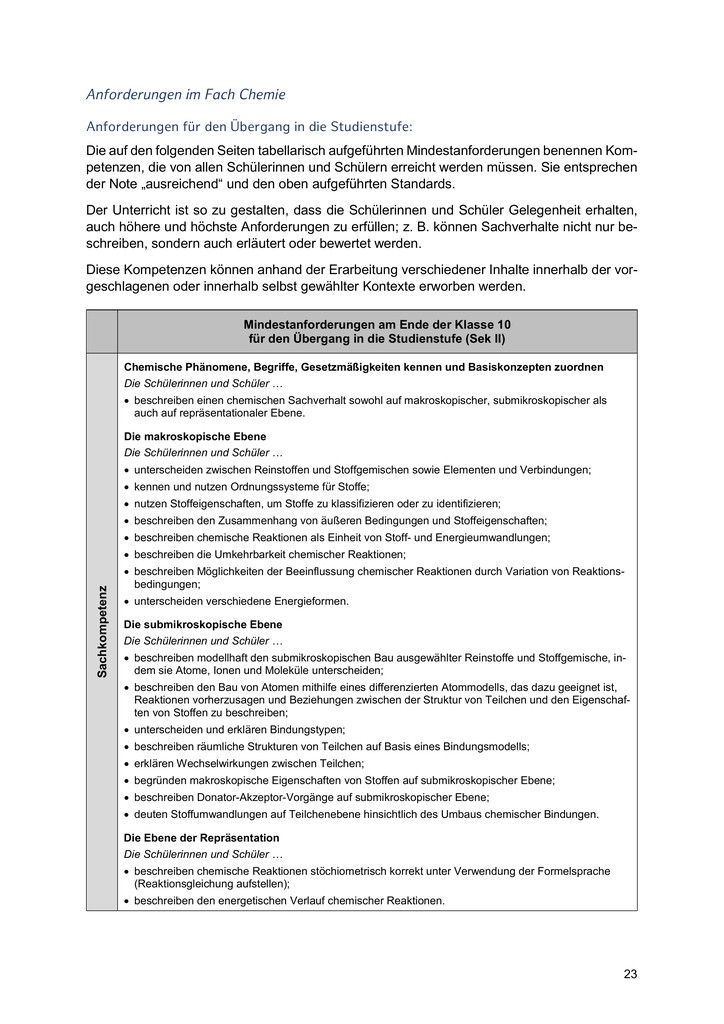 Anforderungen im Fach Chemie
Anforderungen für den Übergang in die Studienstufe:
Die auf den folgenden Seiten tabellarisch aufgeführten Mindestanforderungen benennen Kom-
petenzen, die von allen Schülerinnen und Schülern erreicht werden müssen. Sie entsprechen
der Note „ausreichend“ und den oben aufgeführten Standards.
Der Unterricht ist so zu gestalten, dass die Schülerinnen und Schüler Gelegenheit erhalten,
auch höhere und höchste Anforderungen zu erfüllen; z. B. können Sachverhalte nicht nur be-
schreiben, sondern auch erläutert oder bewertet werden.
Diese Kompetenzen können anhand der Erarbeitung verschiedener Inhalte innerhalb der vor-
geschlagenen oder innerhalb selbst gewählter Kontexte erworben werden.
Mindestanforderungen am Ende der Klasse 10
für den Übergang in die Studienstufe (Sek II)
Sachkompetenz
Chemische Phänomene, Begriffe, Gesetzmäßigkeiten kennen und Basiskonzepten zuordnen
Die Schülerinnen und Schüler …
• beschreiben einen chemischen Sachverhalt sowohl auf makroskopischer, submikroskopischer als
auch auf repräsentationaler Ebene.
Die makroskopische Ebene
Die Schülerinnen und Schüler …
• unterscheiden zwischen Reinstoffen und Stoffgemischen sowie Elementen und Verbindungen;
• kennen und nutzen Ordnungssysteme für Stoffe;
• nutzen Stoffeigenschaften, um Stoffe zu klassifizieren oder zu identifizieren;
• beschreiben den Zusammenhang von äußeren Bedingungen und Stoffeigenschaften;
• beschreiben chemische Reaktionen als Einheit von Stoff- und Energieumwandlungen;
• beschreiben die Umkehrbarkeit chemischer Reaktionen;
• beschreiben Möglichkeiten der Beeinflussung chemischer Reaktionen durch Variation von Reaktions-
bedingungen;
• unterscheiden verschiedene Energieformen.
Die submikroskopische Ebene
Die Schülerinnen und Schüler …
• beschreiben modellhaft den submikroskopischen Bau ausgewählter Reinstoffe und Stoffgemische, in-
dem sie Atome, Ionen und Moleküle unterscheiden;
• beschreiben den Bau von Atomen mithilfe eines differenzierten Atommodells, das dazu geeignet ist,
Reaktionen vorherzusagen und Beziehungen zwischen der Struktur von Teilchen und den Eigenschaf-
ten von Stoffen zu beschreiben;
• unterscheiden und erklären Bindungstypen;
• beschreiben räumliche Strukturen von Teilchen auf Basis eines Bindungsmodells;
• erklären Wechselwirkungen zwischen Teilchen;
• begründen makroskopische Eigenschaften von Stoffen auf submikroskopischer Ebene;
• beschreiben Donator-Akzeptor-Vorgänge auf submikroskopischer Ebene;
• deuten Stoffumwandlungen auf Teilchenebene hinsichtlich des Umbaus chemischer Bindungen.
Die Ebene der Repräsentation
Die Schülerinnen und Schüler …
• beschreiben chemische Reaktionen stöchiometrisch korrekt unter Verwendung der Formelsprache
(Reaktionsgleichung aufstellen);
• beschreiben den energetischen Verlauf chemischer Reaktionen.
23